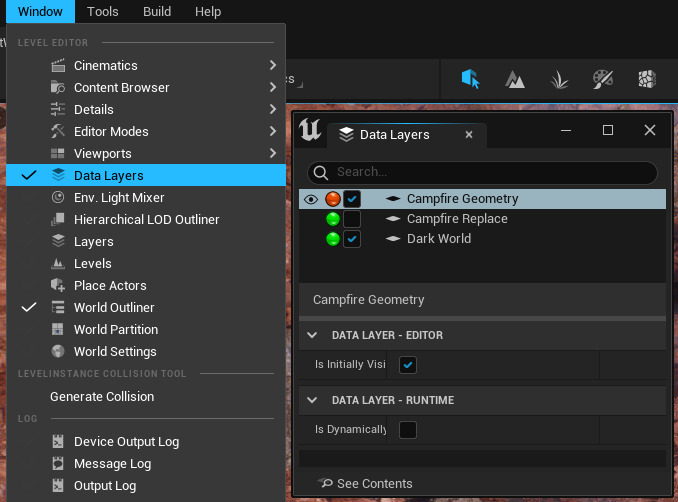 Window Tools Build Help
LEVEL EDITOR
Cinematics
Content Browser
Details
Editor Modes
Viewports
Data Layers
Env. Light Mixer
Hierarchical LOD Outliner
Layers
Levels
Place Actors
World Outliner
World Partition
World Settings
LEVELINSTANCE COLLISION TOOL
Generate Collision
LOG
Device Output Log
Message Log
Output Log
Data Layers
Search...
Campfire Geometry
Campfire Replace
Dark World
Campfire Geometry
DATA LAYER - EDITOR
Is Initially Visi
DATA LAYER - RUNTIME
Is Dynamically
See Contents